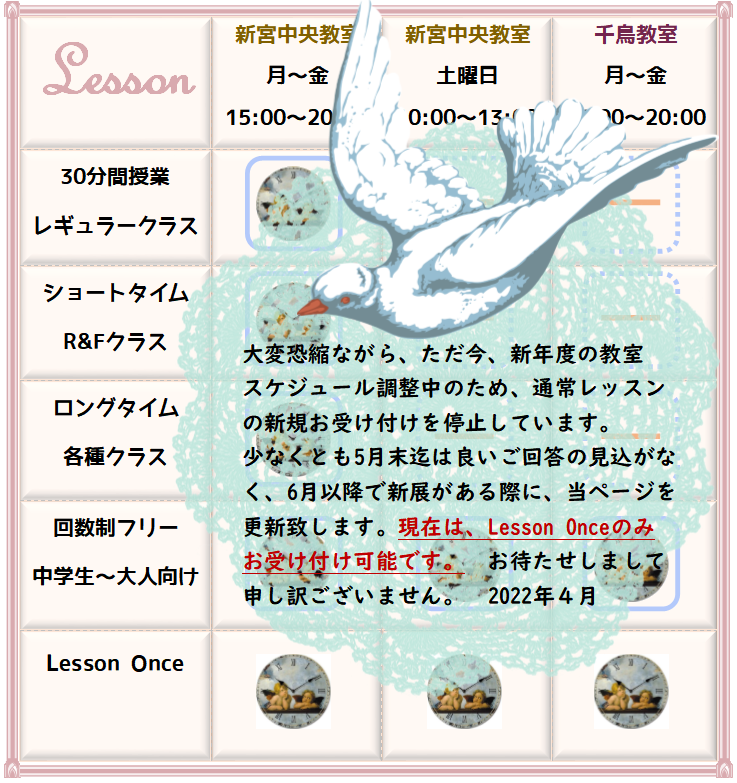 Lesson
新宮中央教室
月～金
15:00～20
新宮中央教室
土曜日
0:00～13:
千鳥教室
月～金
00～20:00
30分間授業
レギュラークラス
ショートタイム
R&Fクラス
ロングタイム
各種クラス
回数制フリー
中学生～大人向け
Lesson Once
大変恐縮ながら、ただ今、新年度の教室
スケジュール調整中のため、通常レッスン
の新規お受け付けを停止しています。
少なくとも5月末迄は良いご回答の見込がな
く、6月以降で新展がある際に、当ページを
更新致します。現在は、Lesson Onceのみ
お受け付け可能です。 お待たせしまして
申し訳ございません。 2022年４月